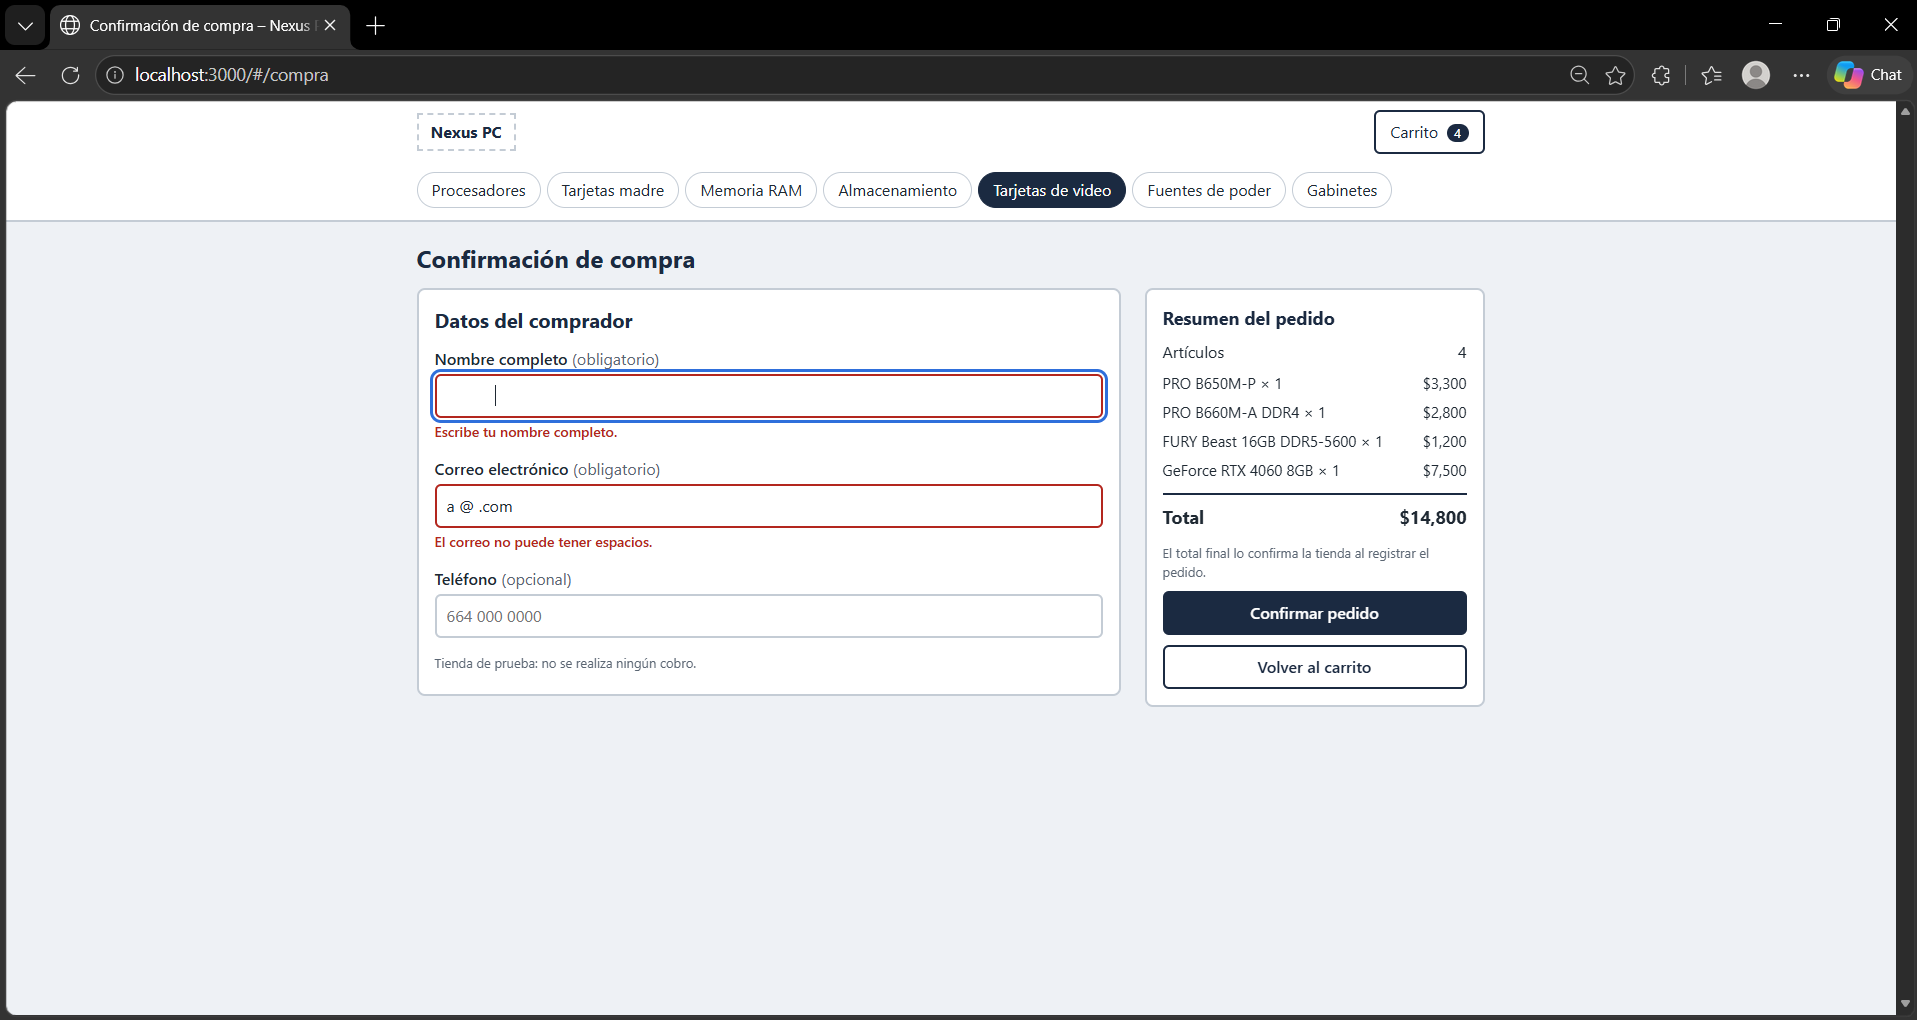 Confirmación de compra – Nexus
localhost:3000/#/compra
Chat
Nexus PC
Carrito 4
Procesadores
Tarjetas madre
Memoria RAM
Almacenamiento
Tarjetas de video
Fuentes de poder
Gabinetes
Confirmación de compra
Datos del comprador
Nombre completo (obligatorio)
Escribe tu nombre completo.
Correo electrónico (obligatorio)
a @ .com
El correo no puede tener espacios.
Teléfono (opcional)
664 000 0000
Tienda de prueba: no se realiza ningún cobro.
Resumen del pedido
Artículos 4
PRO B650M-P × 1 $3,300
PRO B660M-A DDR4 × 1 $2,800
FURY Beast 16GB DDR5-5600 × 1 $1,200
GeForce RTX 4060 8GB × 1 $7,500
Total $14,800
El total final lo confirma la tienda al registrar el
pedido.
Confirmar pedido
Volver al carrito